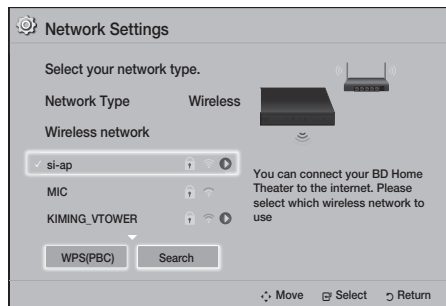 Network Settings
Select your network type.
Network Type Wireless
Wireless network
si-ap
MIC
KIMING_VTOWER
WPS(PBC) Search
You can connect your BD Home
Theater to the internet. Please
select which wireless network to
use
Move Select Return